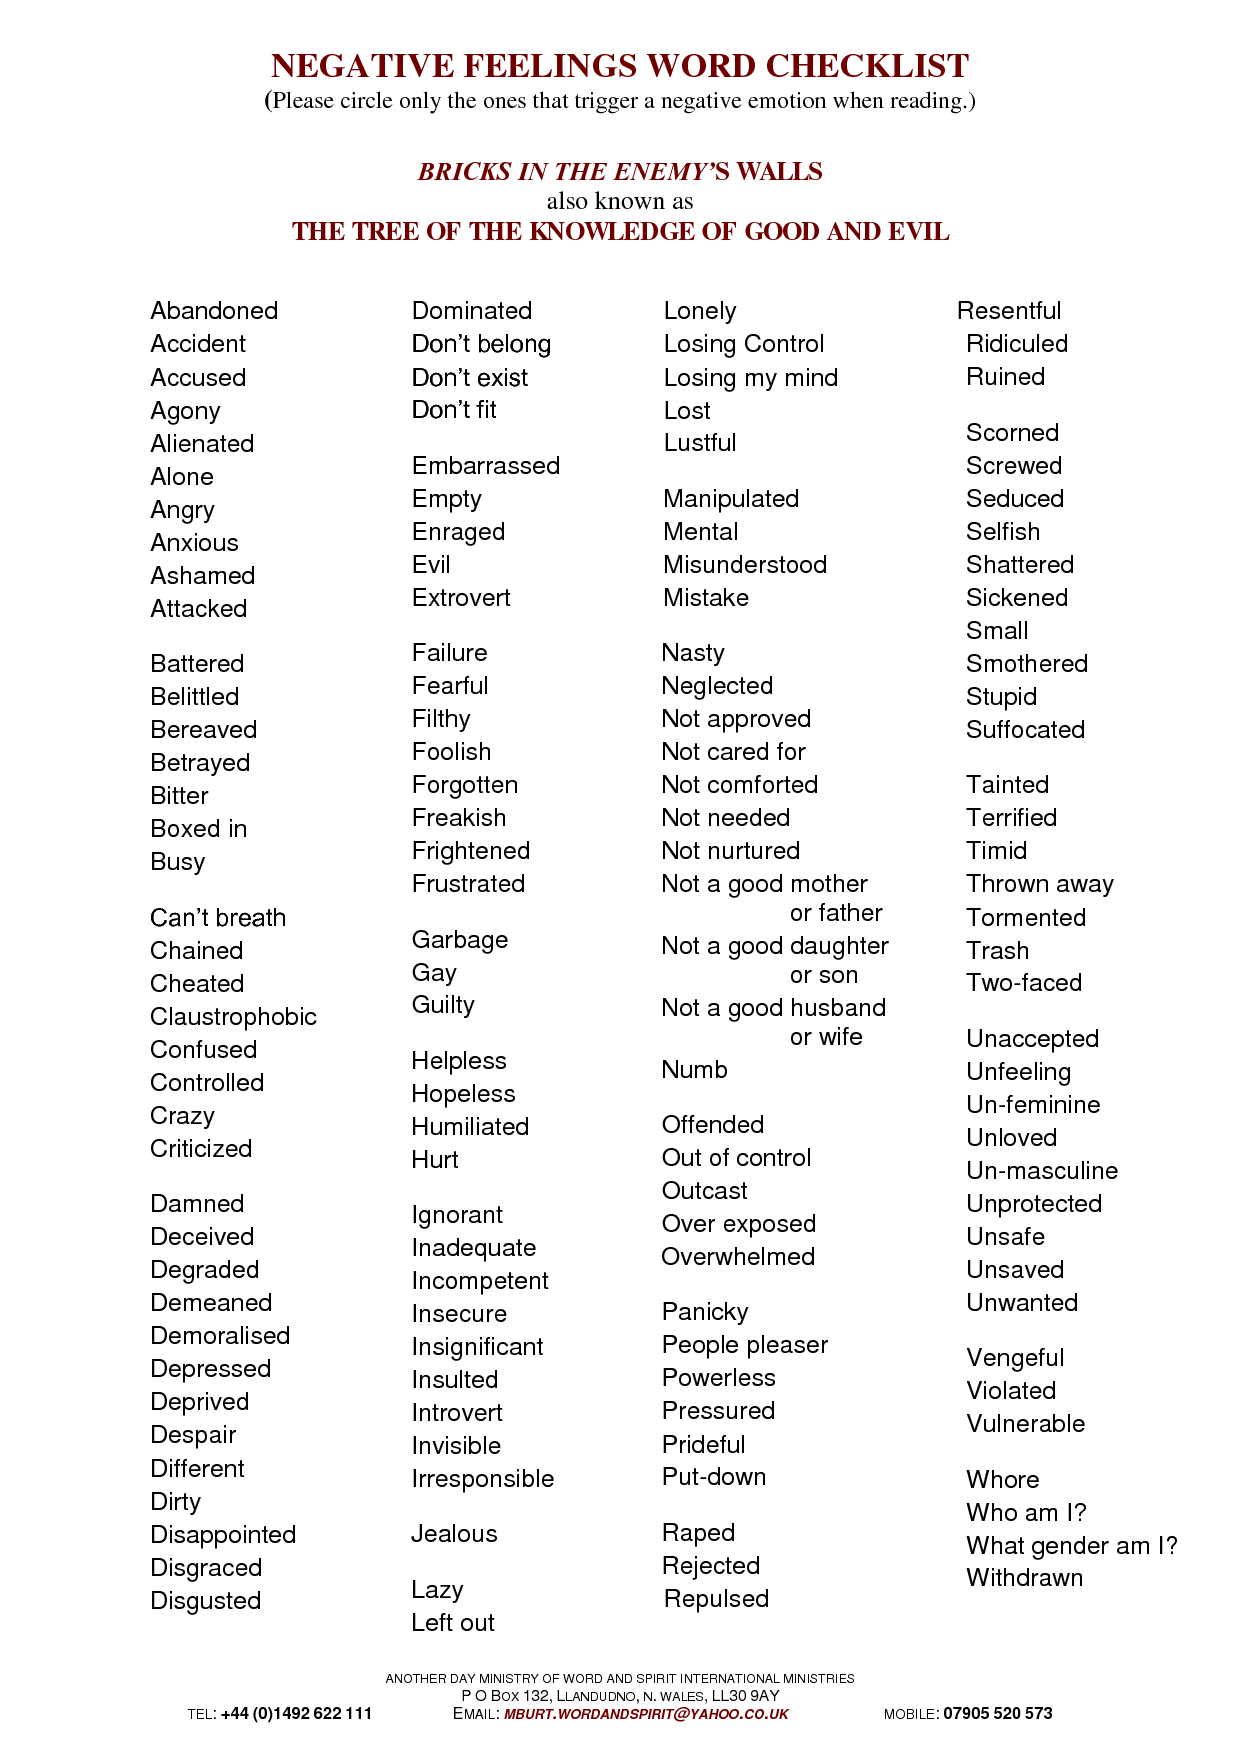 NEGATIVE FEELINGS WORD CHECKLIST
(Please circle only the ones that trigger a negative emotion when reading.)
BRICKS IN THE ENEMY’S WALLS
also known as
THE TREE OF THE KNOWLEDGE OF GOOD AND EVIL
Abandoned
Accident
Accused
Agony
Alienated
Alone
Angry
Anxious
Ashamed
Attacked
Battered
Belittled
Bereaved
Betrayed
Bitter
Boxed in
Busy
Can’t breath
Chained
Cheated
Claustrophobic
Confused
Controlled
Crazy
Criticized
Damned
Deceived
Degraded
Demeaned
Demoralised
Depressed
Deprived
Despair
Different
Dirty
Disappointed
Disgraced
Disgusted
Dominated
Don’t belong
Don’t exist
Don’t fit
Embarrassed
Empty
Enraged
Evil
Extrovert
Failure
Fearful
Filthy
Foolish
Forgotten
Freakish
Frightened
Frustrated
Garbage
Gay
Guilty
Helpless
Hopeless
Humiliated
Hurt
Ignorant
Inadequate
Incompetent
Insecure
Insignificant
Insulted
Introvert
Invisible
Irresponsible
Jealous
Lazy
Left out
Lonely
Losing Control
Losing my mind
Lost
Lustful
Manipulated
Mental
Misunderstood
Mistake
Nasty
Neglected
Not approved
Not cared for
Not comforted
Not needed
Not nurtured
Not a good mother
or father
Not a good daughter
or son
Not a good husband
or wife
Numb
Offended
Out of control
Outcast
Over exposed
Overwhelmed
Panicky
People pleaser
Powerless
Pressured
Prideful
Put-down
Raped
Rejected
Repulsed
Resentful
Ridiculed
Ruined
Scorned
Screwed
Seduced
Selfish
Shattered
Sickened
Small
Smothered
Stupid
Suffocated
Tainted
Terrified
Timid
Thrown away
Tormented
Trash
Two-faced
Unaccepted
Unfeeling
Un-feminine
Unloved
Un-masculine
Unprotected
Unsafe
Unsaved
Unwanted
Vengeful
Violated
Vulnerable
Whore
Who am I?
What gender am I?
Withdrawn
ANOTHER DAY MINISTRY OF WORD AND SPIRIT INTERNATIONAL MINISTRIES
P O BOX 132, LLANDUDNO, N. WALES, LL30 9AY
TEL: +44 (0)1492 622 111 EMAIL: MBURT.WORDANDSPIRIT@YAHOO.CO.UK MOBILE: 07905 520 573